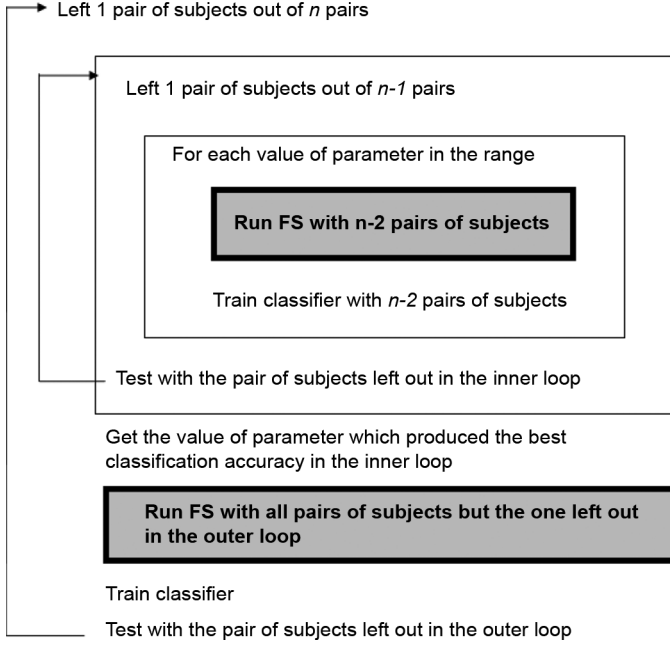 Left 1 pair of subjects out of n pairs
Left 1 pair of subjects out of n-1 pairs
For each value of parameter in the range
Run FS with n-2 pairs of subjects
Train classifier with n-2 pairs of subjects
Test with the pair of subjects left out in the inner loop
Get the value of parameter which produced the best
classification accuracy in the inner loop
Run FS with all pairs of subjects but the one left out
in the outer loop
Train classifier
Test with the pair of subjects left out in the outer loop